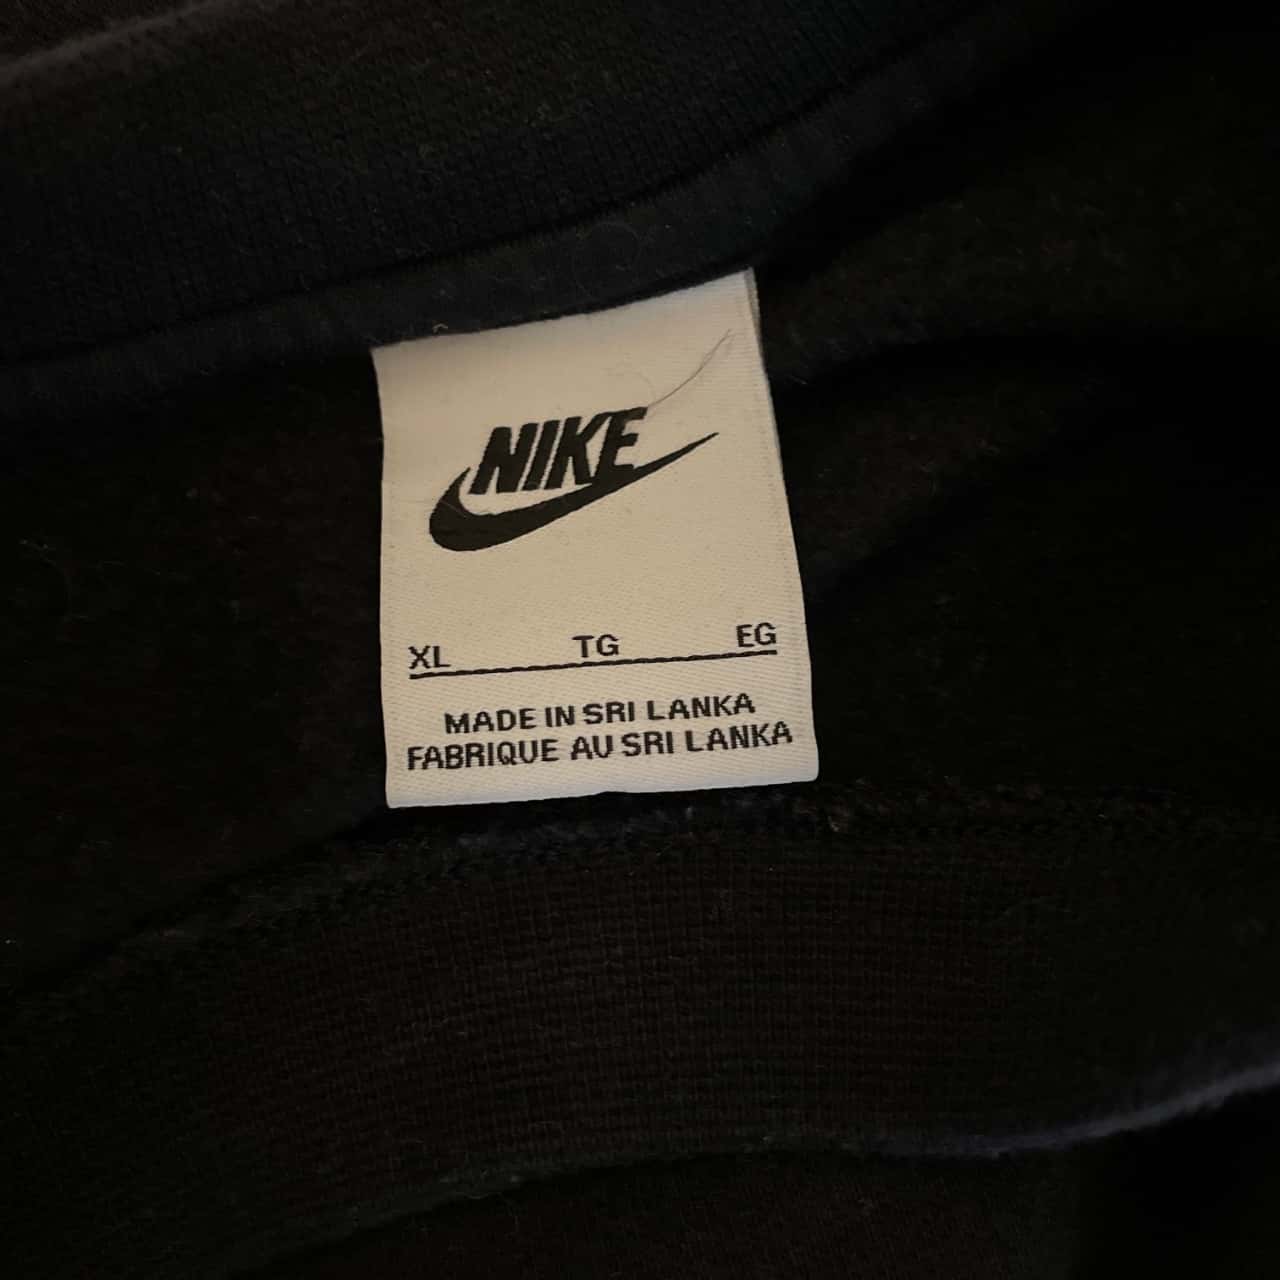 NIKE
XL TG EG
MADE IN SRI LANKA
FABRIQUE AU SRI LANKA